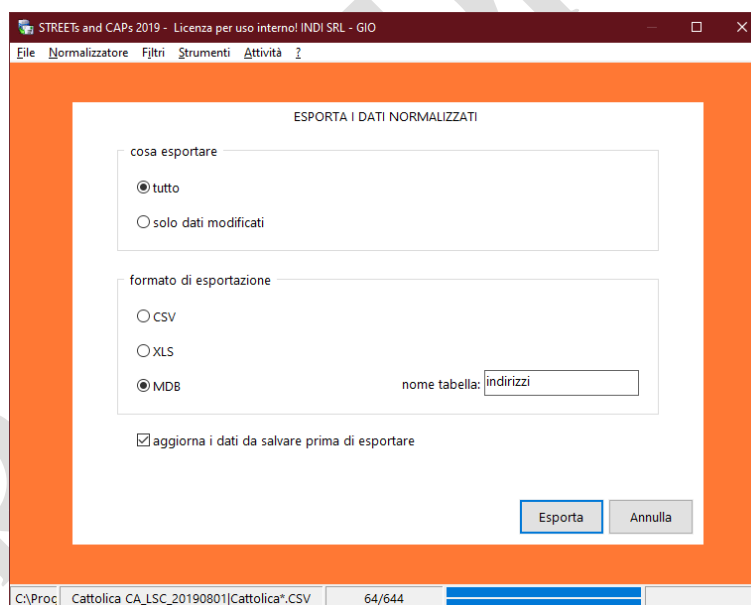 STREETs and CAPs 2019 - Licenza per uso interno! INDI SRL - GIO
File Normalizzatore Filtri Strumenti Attività ?
ESPORTA I DATI NORMALIZZATI
cosa esportare
tutto
solo dati modificati
formato di esportazione
CSV
XLS
MDB nome tabella: indirizzi
aggiorna i dati da salvare prima di esportare
Esporta Annulla
C:\Proc Cattolica CA_LSC_20190801|Cattolica*.CSV 64/644